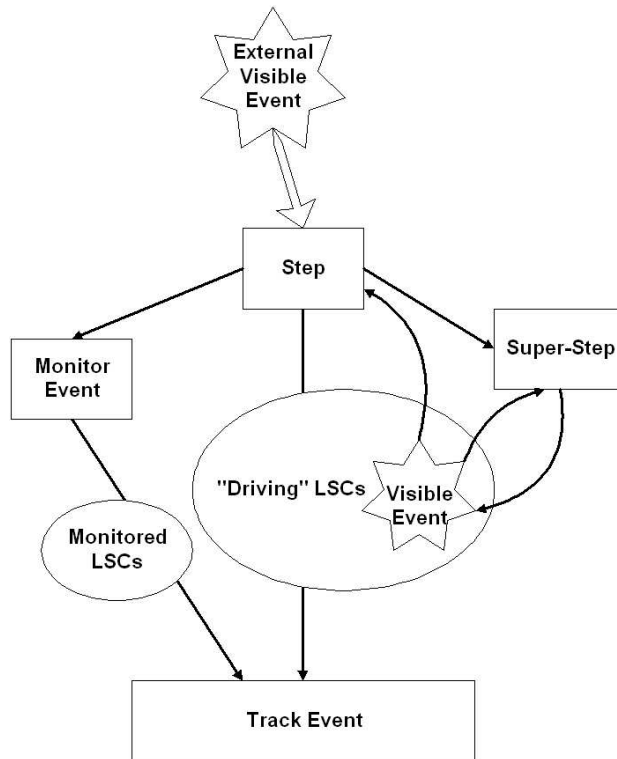 External
Visible
Event
Step
Super-Step
Monitor
Event
"Driving" LSCs
Visible
Event
Monitored
LSCs
Track Event